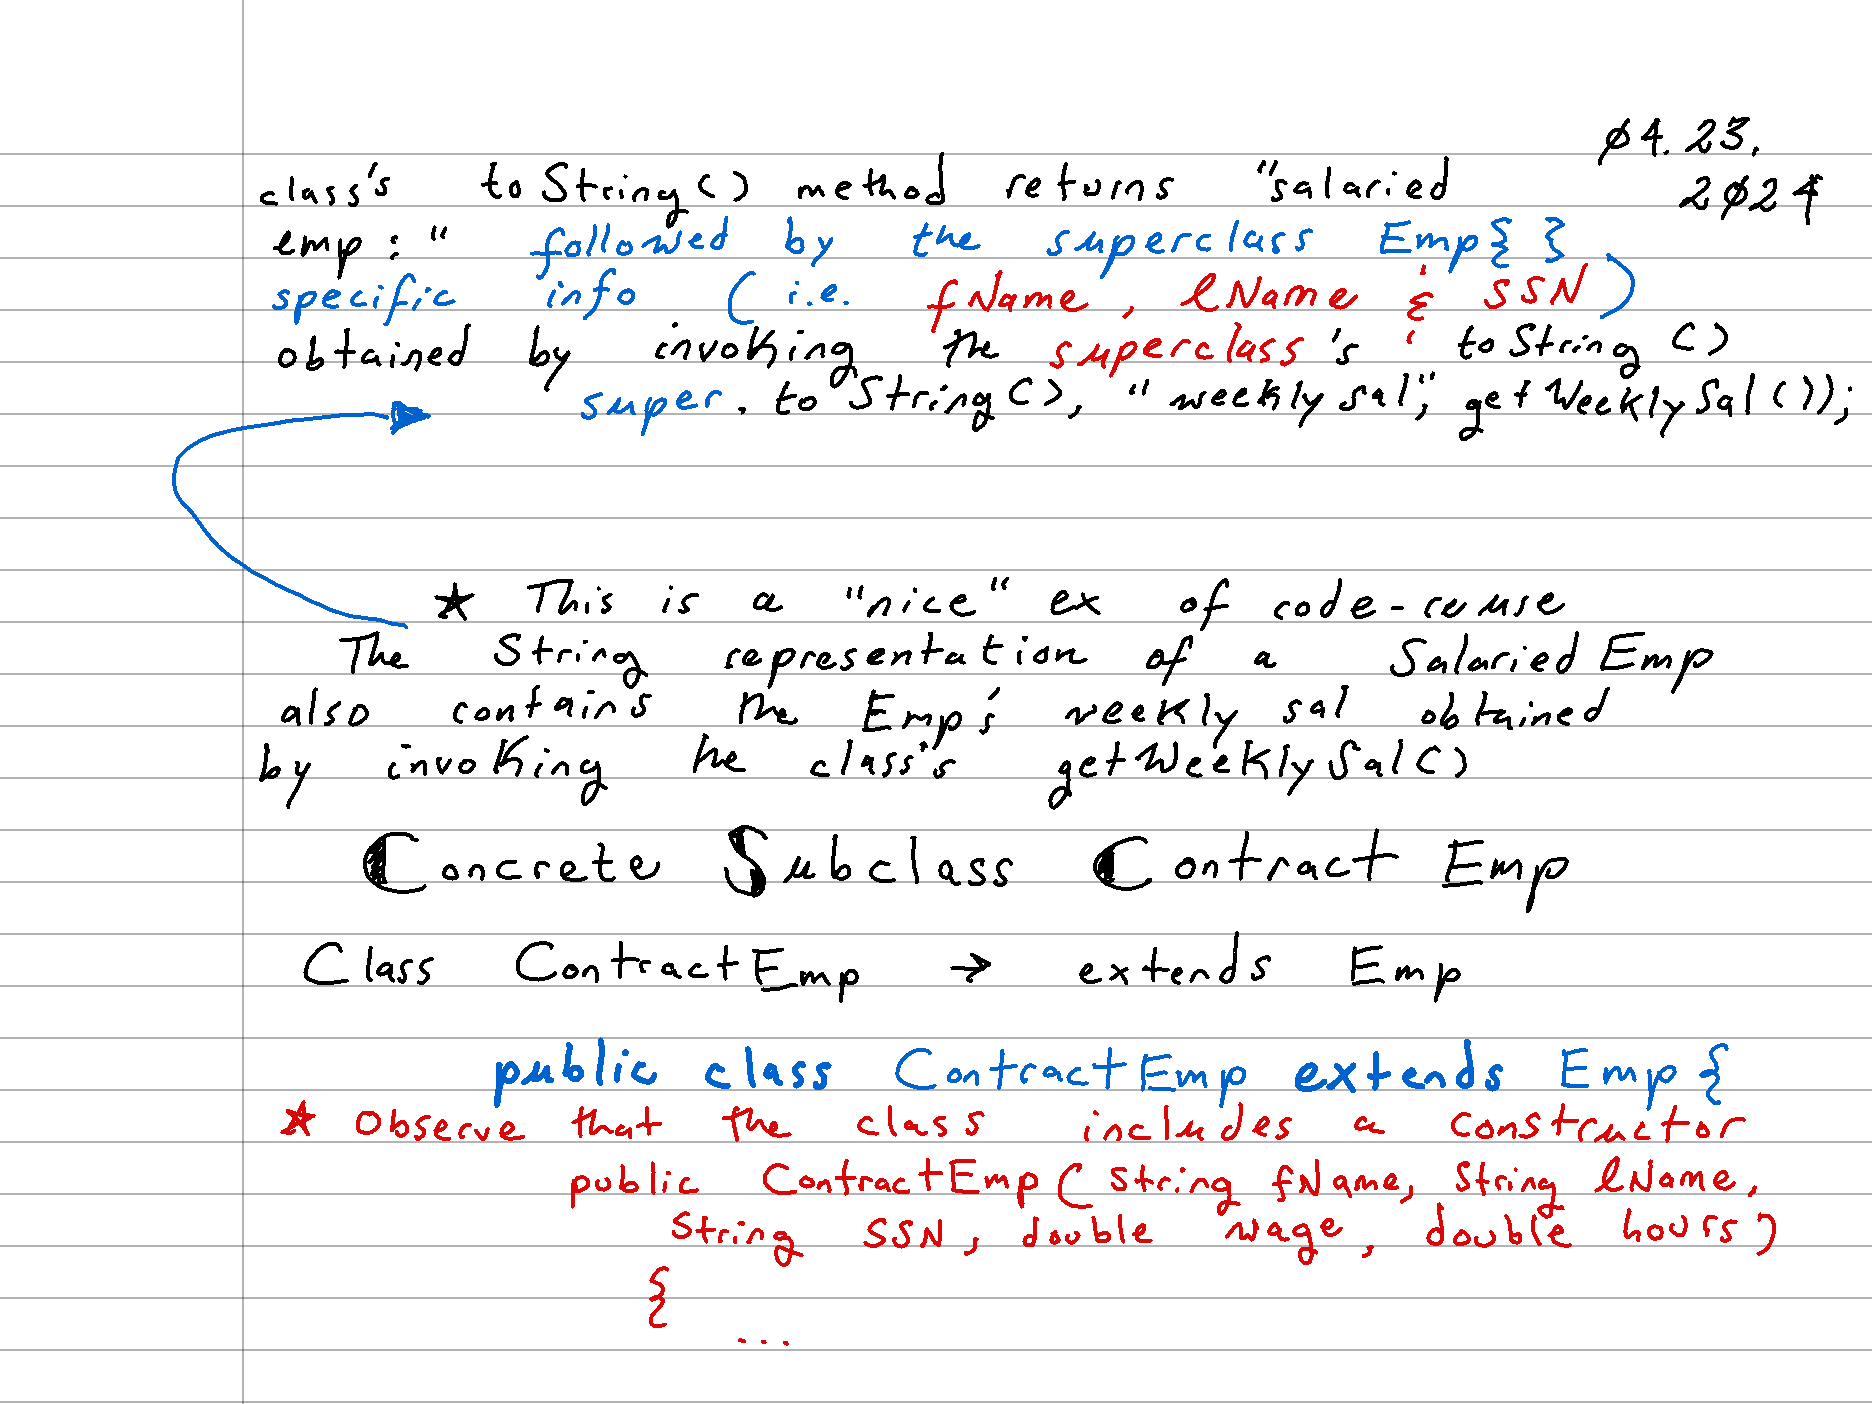 ø4.23.
2ø24
class's toString() method returns "salaried
emp:" followed by the superclass Emp{ }
specific info (i.e. fName, lName & SSN)
obtained by invoking the superclass's toString()
super.toString(), "weekly sal", getWeeklySal());
★ This is a "nice" ex of code-reuse
The String representation of a SalariedEmp
also contains the Emp's weekly sal obtained
by invoking the class's getWeeklySal()
Concrete Subclass Contract Emp
Class ContractEmp → extends Emp
public class ContractEmp extends Emp{
★ Observe that the class includes a constructor
public ContractEmp(String fName, String lName,
String SSN, double wage, double hours)
{
...